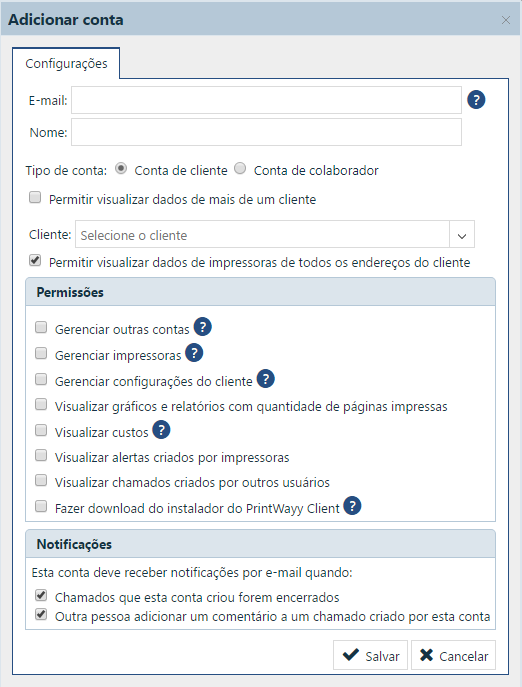 Adicionar conta
Configurações
E-mail:
?
Nome:
Tipo de conta: Conta de cliente Conta de colaborador
Permitir visualizar dados de mais de um cliente
Cliente: Selecione o cliente
Permitir visualizar dados de impressoras de todos os endereços do cliente
Permissões
Gerenciar outras contas ?
Gerenciar impressoras ?
Gerenciar configurações do cliente ?
Visualizar gráficos e relatórios com quantidade de páginas impressas
Visualizar custos ?
Visualizar alertas criados por impressoras
Visualizar chamados criados por outros usuários
Fazer download do instalador do PrintWayy Client ?
Notificações
Esta conta deve receber notificações por e-mail quando:
Chamados que esta conta criou forem encerrados
Outra pessoa adicionar um comentário a um chamado criado por esta conta
Salvar Cancelar